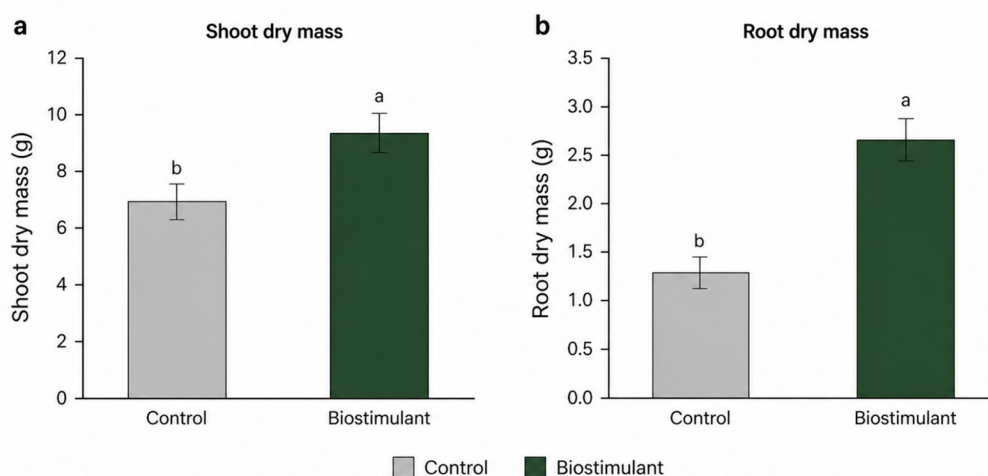 a
Shoot dry mass
Shoot dry mass (g)
12
10
8
6
4
2
0
b
a
Control
Biostimulant
b
Root dry mass
Root dry mass (g)
3.5
3.0
2.5
2.0
1.5
1.0
0.5
0.0
b
a
Control
Biostimulant
Control
Biostimulant